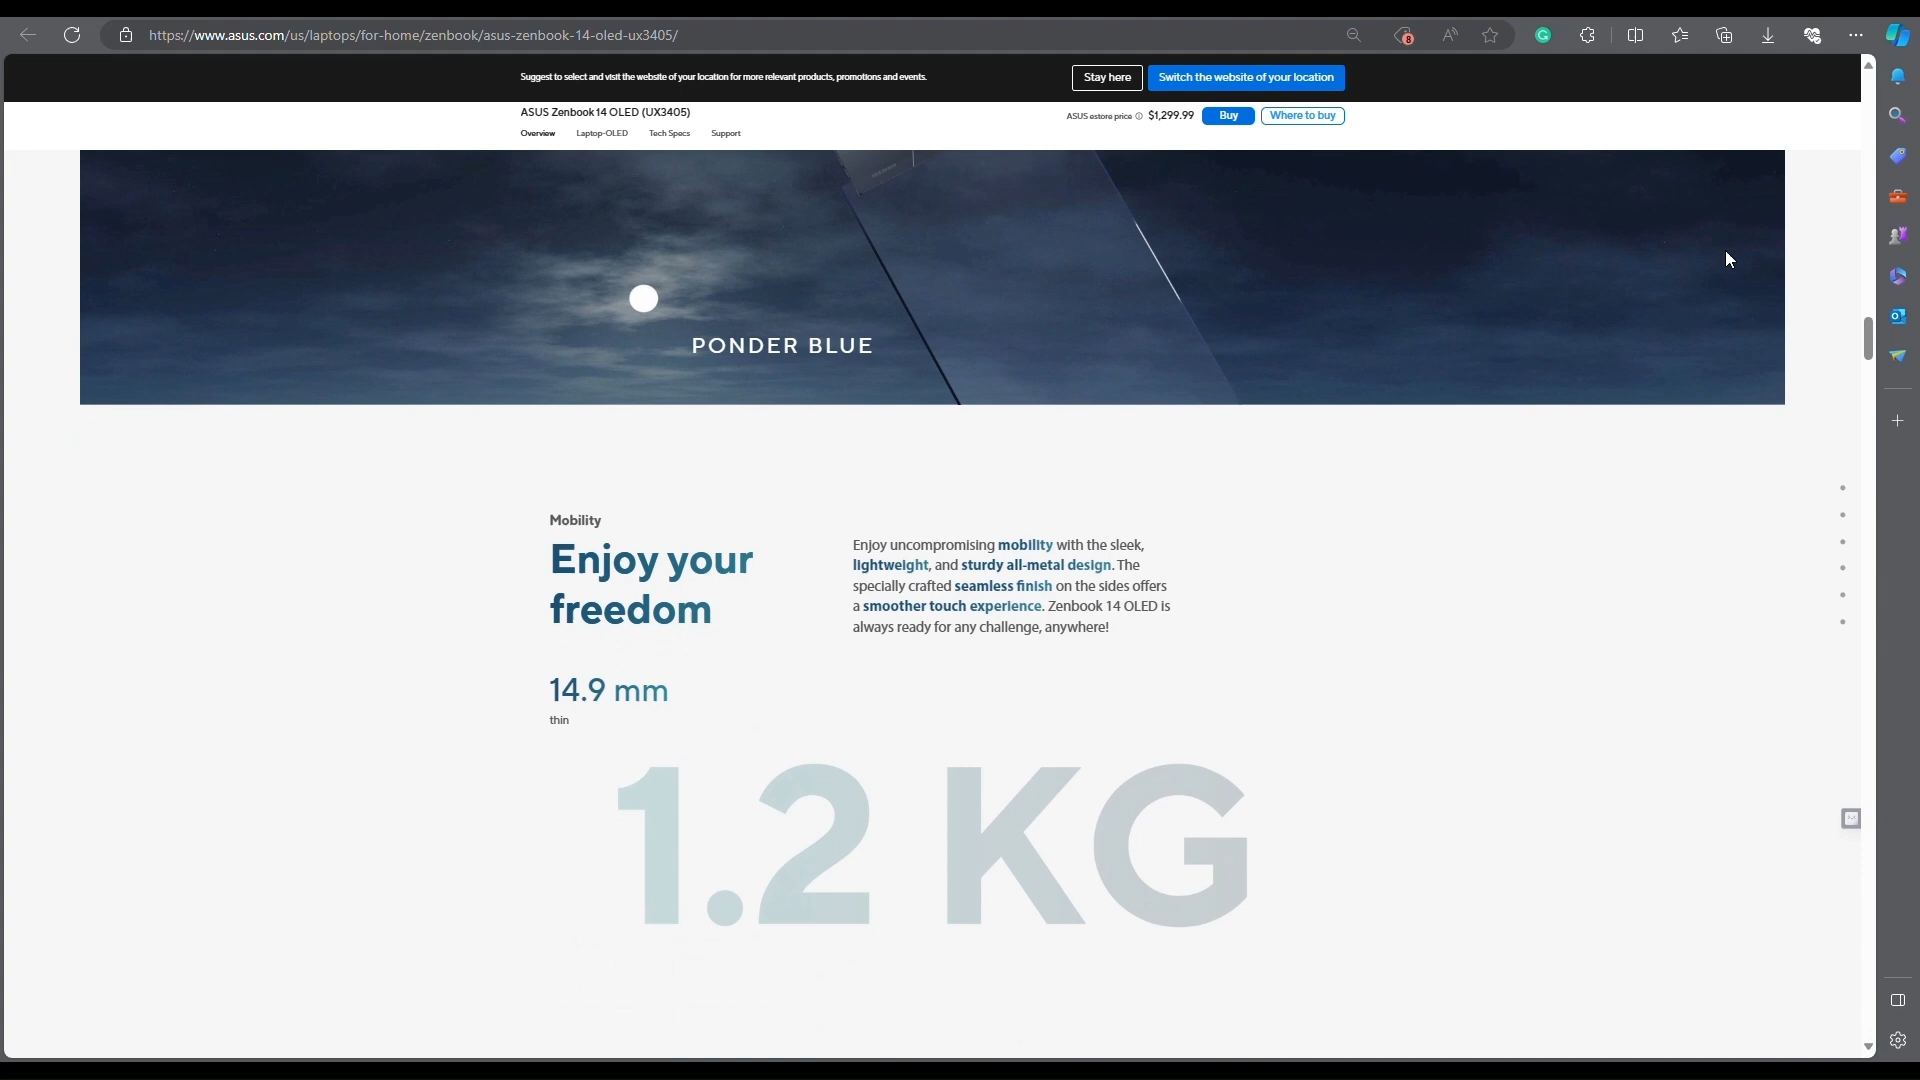 https://www.asus.com/us/laptops/for-home/zenbook/asus-zenbook-14-oled-ux3405/
8
Suggest to select and visit the website of your location for more relevant products, promotions and events.
Stay here
Switch the website of your location
ASUS Zenbook 14 OLED (UX3405)
ASUS estore price $1,299.99
Buy
Where to buy
Overview
Laptop-OLED
Tech Specs
Support
PONDER BLUE
Mobility
Enjoy your
freedom
Enjoy uncompromising mobility with the sleek,
lightweight, and sturdy all-metal design. The
specially crafted seamless finish on the sides offers
a smoother touch experience. Zenbook 14 OLED is
always ready for any challenge, anywhere!
14.9 mm
thin
1.2 KG